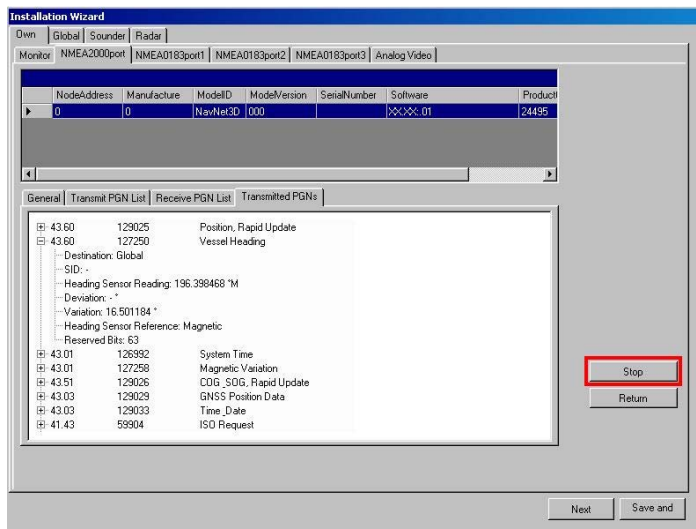 Installation Wizard
Own Global Sounder Radar
Monitor NMEA2000port NMEA0183port1 NMEA0183port2 NMEA0183port3 Analog Video
NodeAddress Manufacture ModelID ModelVersion SerialNumber Software Product
0 0 NavNet3D 000 XX.XX:.01 24495
General Transmit PGN List Receive PGN List Transmitted PGNs
43.60 129025 Position, Rapid Update
43.60 127250 Vessel Heading
Destination: Global
SID: -
Heading Sensor Reading: 196.398468 °M
Deviation: - °
Variation: 16.501184 °
Heading Sensor Reference: Magnetic
Reserved Bits: 63
43.01 126992 System Time
43.01 127258 Magnetic Variation
43.51 129026 COG_SOG, Rapid Update
43.03 129029 GNSS Position Data
43.03 129033 Time_Date
41.43 59904 ISO Request
Stop
Return
Next Save and